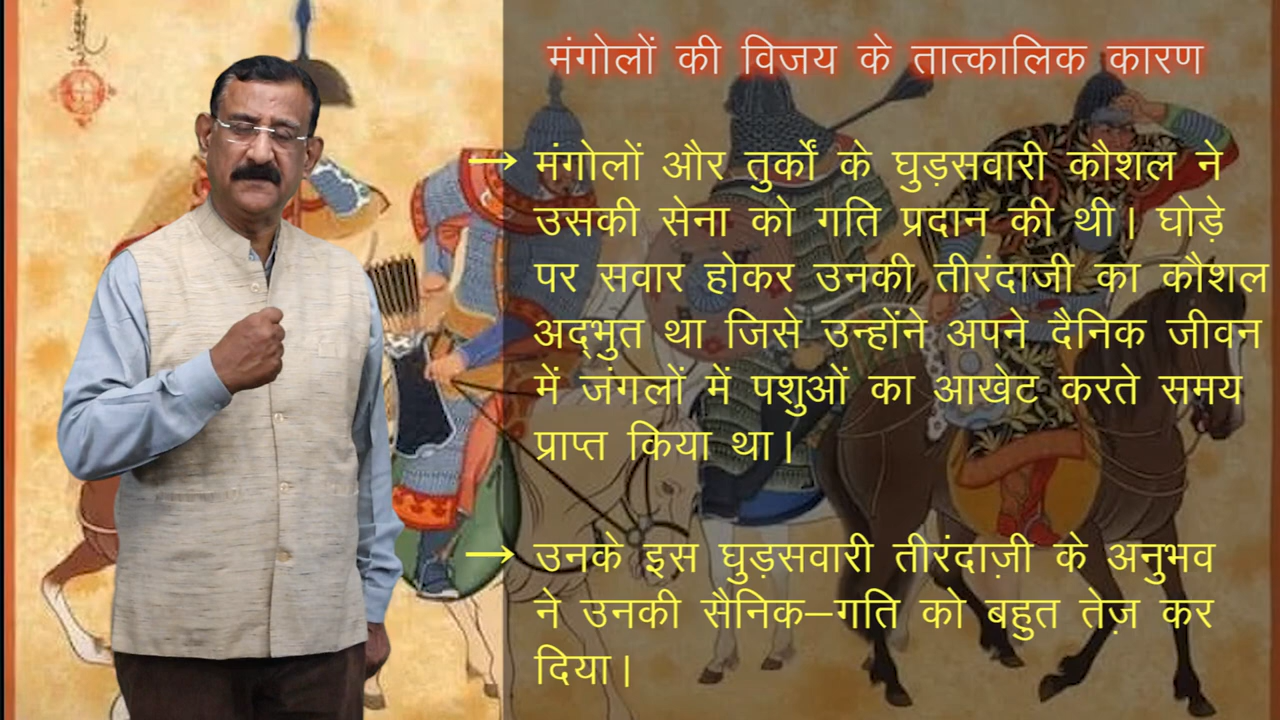 मंगोलों की विजय के तात्कालिक कारण
→ मंगोलों और तुर्कों के घुड़सवारी कौशल ने
उसकी सेना को गति प्रदान की थी। घोड़े
पर सवार होकर उनकी तीरंदाजी का कौशल
अद्भुत था जिसे उन्होंने अपने दैनिक जीवन
में जंगलों में पशुओं का आखेट करते समय
प्राप्त किया था।
→ उनके इस घुड़सवारी तीरंदाज़ी के अनुभव
ने उनकी सैनिक–गति को बहुत तेज़ कर
दिया।